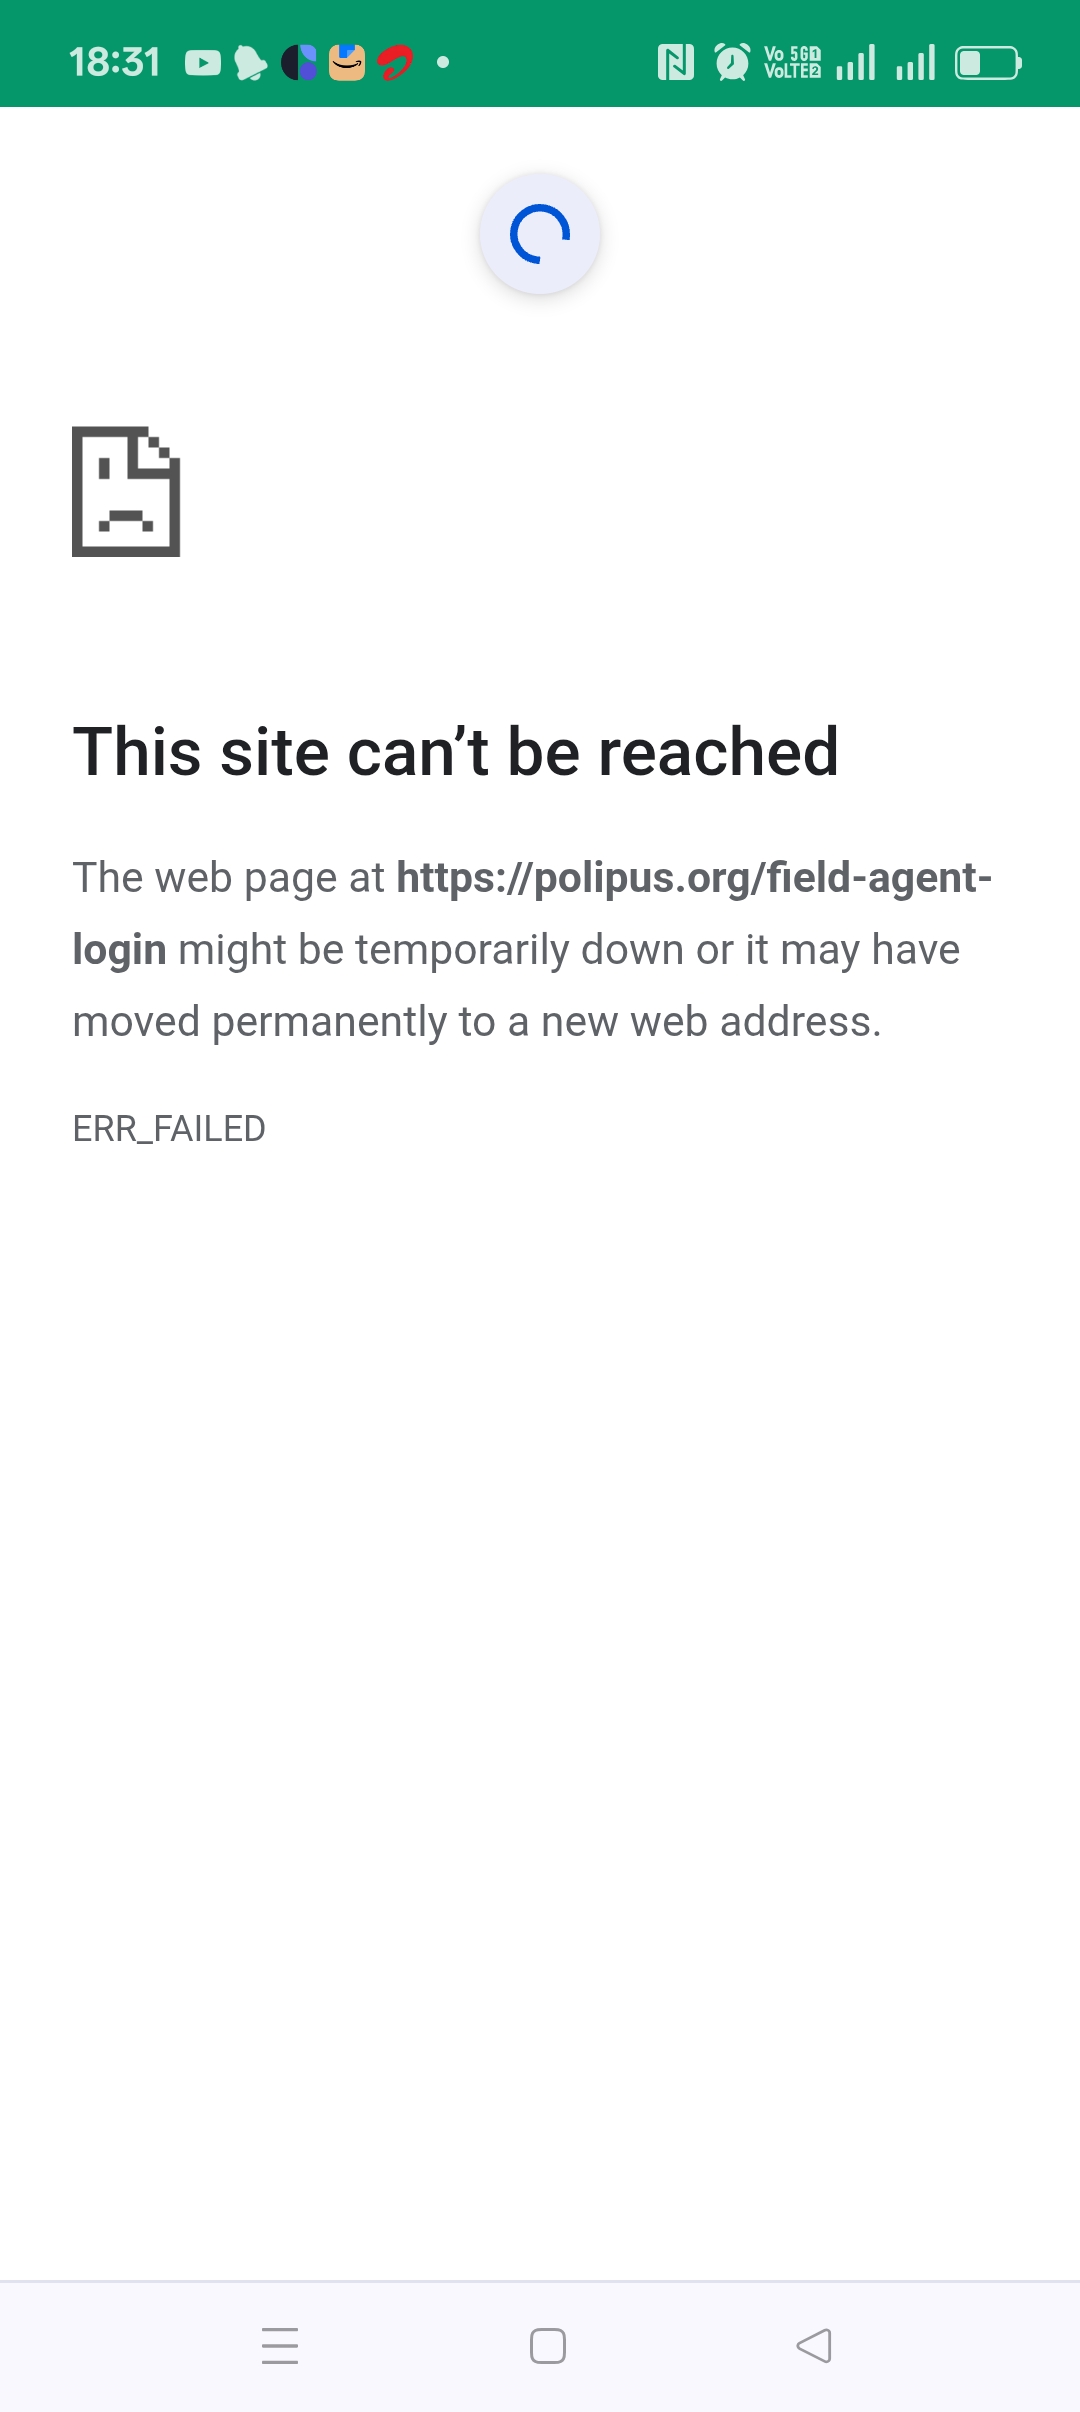 18:31
Vo 5G
VoLTE2
This site can’t be reached
The web page at https://polipus.org/field-agent-
login might be temporarily down or it may have
moved permanently to a new web address.
ERR_FAILED